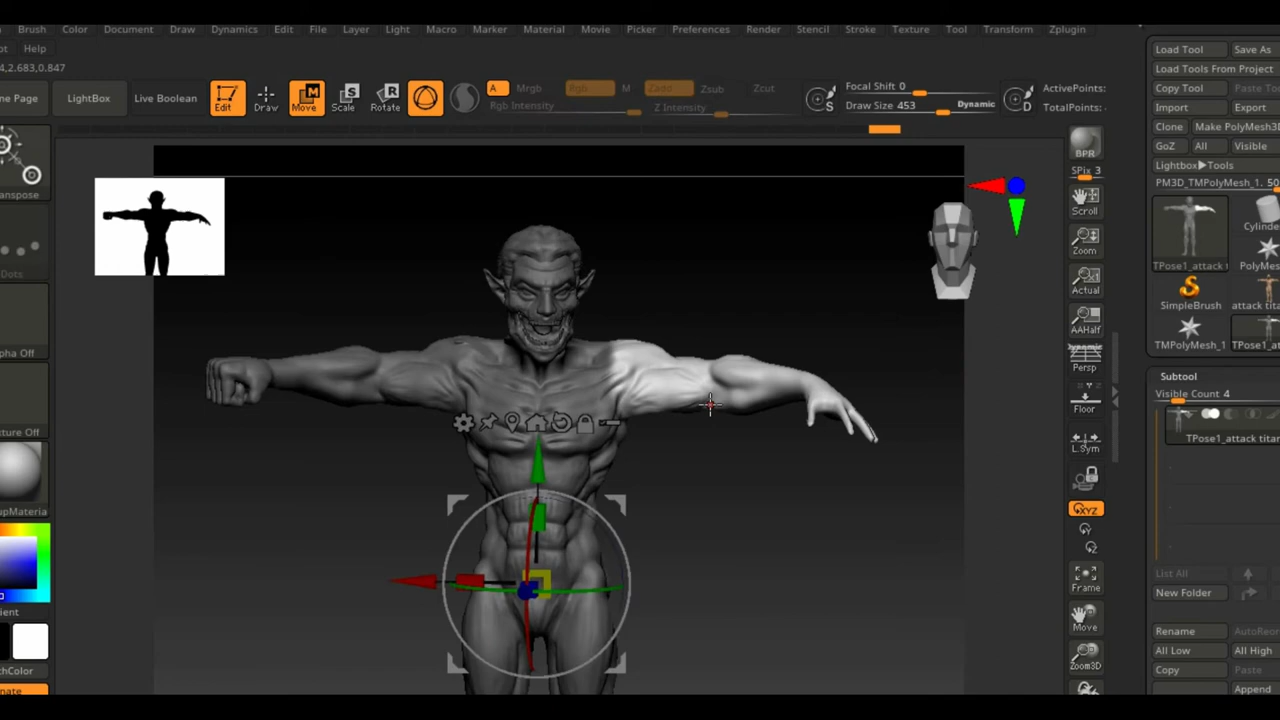 Brush Color Document Draw Dynamics Edit File Layer Light Macro Marker Material Movie Picker Preferences Render Stencil Stroke Texture Tool Transform Zplugin
Help
4,2.683,0.847
LightBox
Live Boolean
Edit
Draw
Move
Scale
Rotate
A
Mrgb
Rgb
M
Zadd
Zsub
Zcut
Rgb Intensity
Z Intensity
Focal Shift 0
Draw Size 453
Dynamic
S
D
ActivePoints:
TotalPoints:
Load Tool
Save As
Load Tools From Project
Copy Tool
Import
Export
Clone
Make PolyMesh3D
GoZ
All
Visible
Lightbox▶Tools
PM3D_TMPolyMesh_1. 50
TPose1_attack
SimpleBrush
TMPolyMesh_1
Subtool
Visible Count 4
TPose1_attack titan
List All
New Folder
Rename
All Low
All High
Copy
Paste
Append
BPR
SPix 3
Scroll
Zoom
Actual
AAHalf
Dynamic
Persp
Floor
L.Sym
XYZ
Frame
Move
Zoom3D